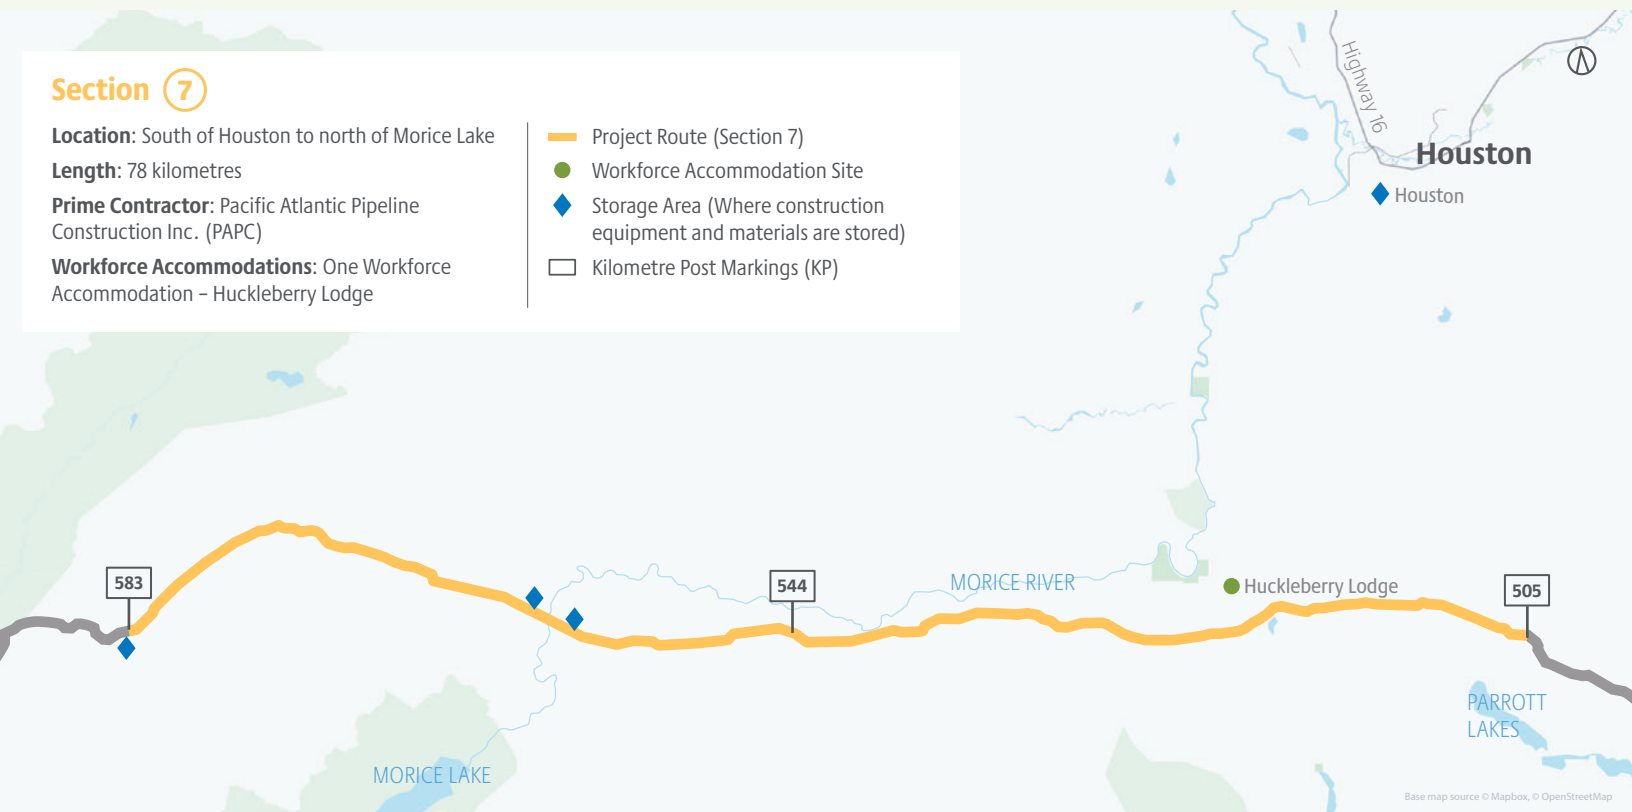 Section 7
Location: South of Houston to north of Morice Lake
Length: 78 kilometres
Prime Contractor: Pacific Atlantic Pipeline
Construction Inc. (PAPC)
Workforce Accommodations: One Workforce
Accommodation – Huckleberry Lodge
Project Route (Section 7)
Workforce Accommodation Site
Storage Area (Where construction
equipment and materials are stored)
Kilometre Post Markings (KP)
Highway 16
Houston
Houston
583
544
MORICE RIVER
Huckleberry Lodge
505
PARROTT
LAKES
MORICE LAKE
Base map source © Mapbox, © OpenStreetMap